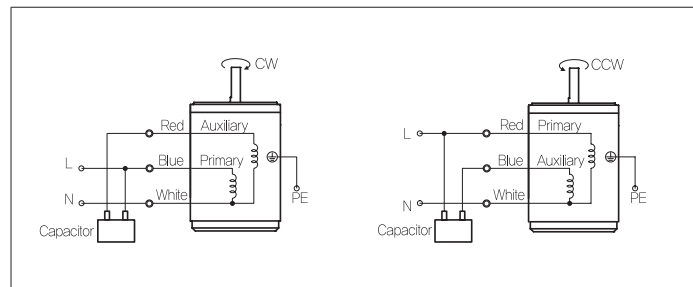 CW
Red Auxiliary
L Blue Primary
N White
PE
Capacitor
CCW
L Red Primary
Blue Auxiliary
N White
PE
Capacitor